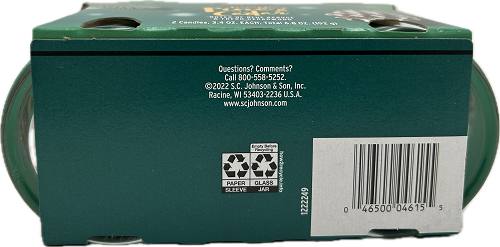 2 Candles, 3.4 OZ. EACH, Total 6.8 OZ. (192 g)
Questions? Comments?
Call 800-558-5252.
©2022 S.C. Johnson & Son, Inc.
Racine, WI 53403-2236 U.S.A.
www.scjohnson.com
Empty Before
Recycling
PAPER GLASS
SLEEVE JAR
how2recycle.info
1222249
0 46500 04615 5